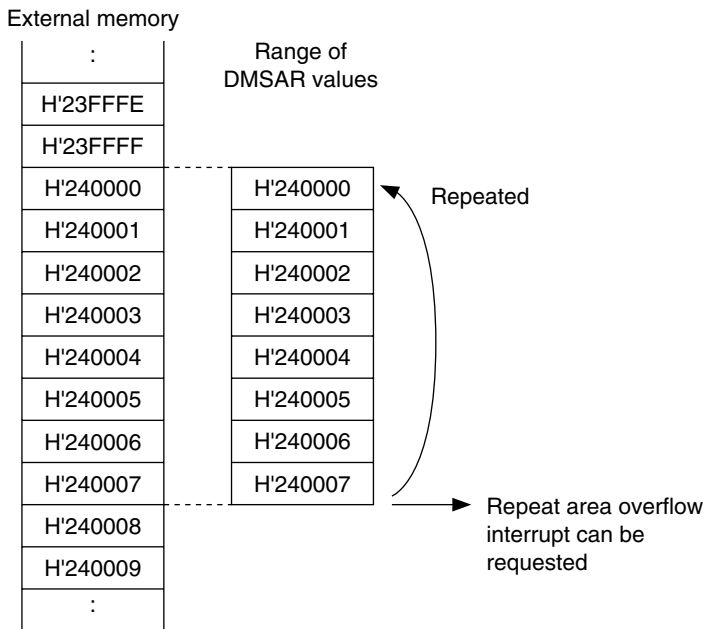 External memory
:
H'23FFFE
H'23FFFF
H'240000
H'240001
H'240002
H'240003
H'240004
H'240005
H'240006
H'240007
H'240008
H'240009
:
Range of
DMSAR values
H'240000
H'240001
H'240002
H'240003
H'240004
H'240005
H'240006
H'240007
Repeated
Repeat area overflow
interrupt can be
requested